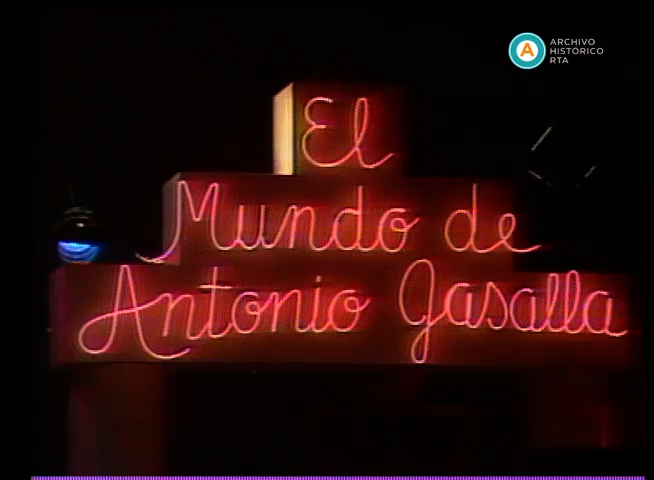 A ARCHIVO
HISTORICO
RTA
El
Mundo de
Antonio Gasalla